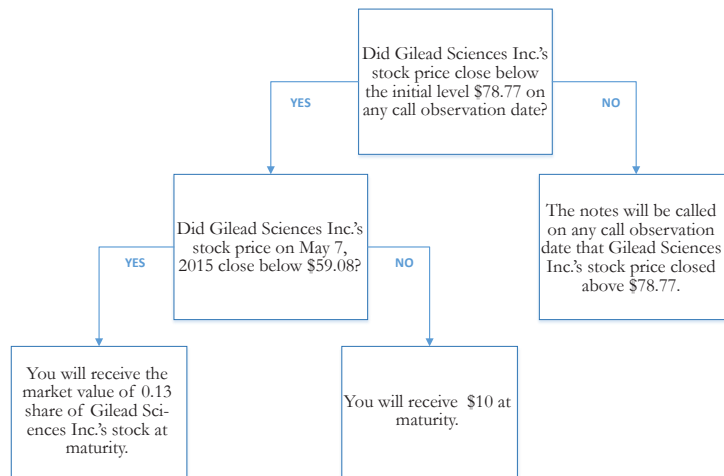 Did Gilead Sciences Inc.'s
stock price close below
the initial level $78.77 on
any call observation date?
YES
NO
Did Gilead Sciences Inc.'s
stock price on May 7,
2015 close below $59.08?
The notes will be called
on any call observation
date that Gilead Sciences
Inc.'s stock price closed
above $78.77.
YES
NO
You will receive the
market value of 0.13
share of Gilead Sci-
ences Inc.'s stock at
maturity.
You will receive $10 at
maturity.